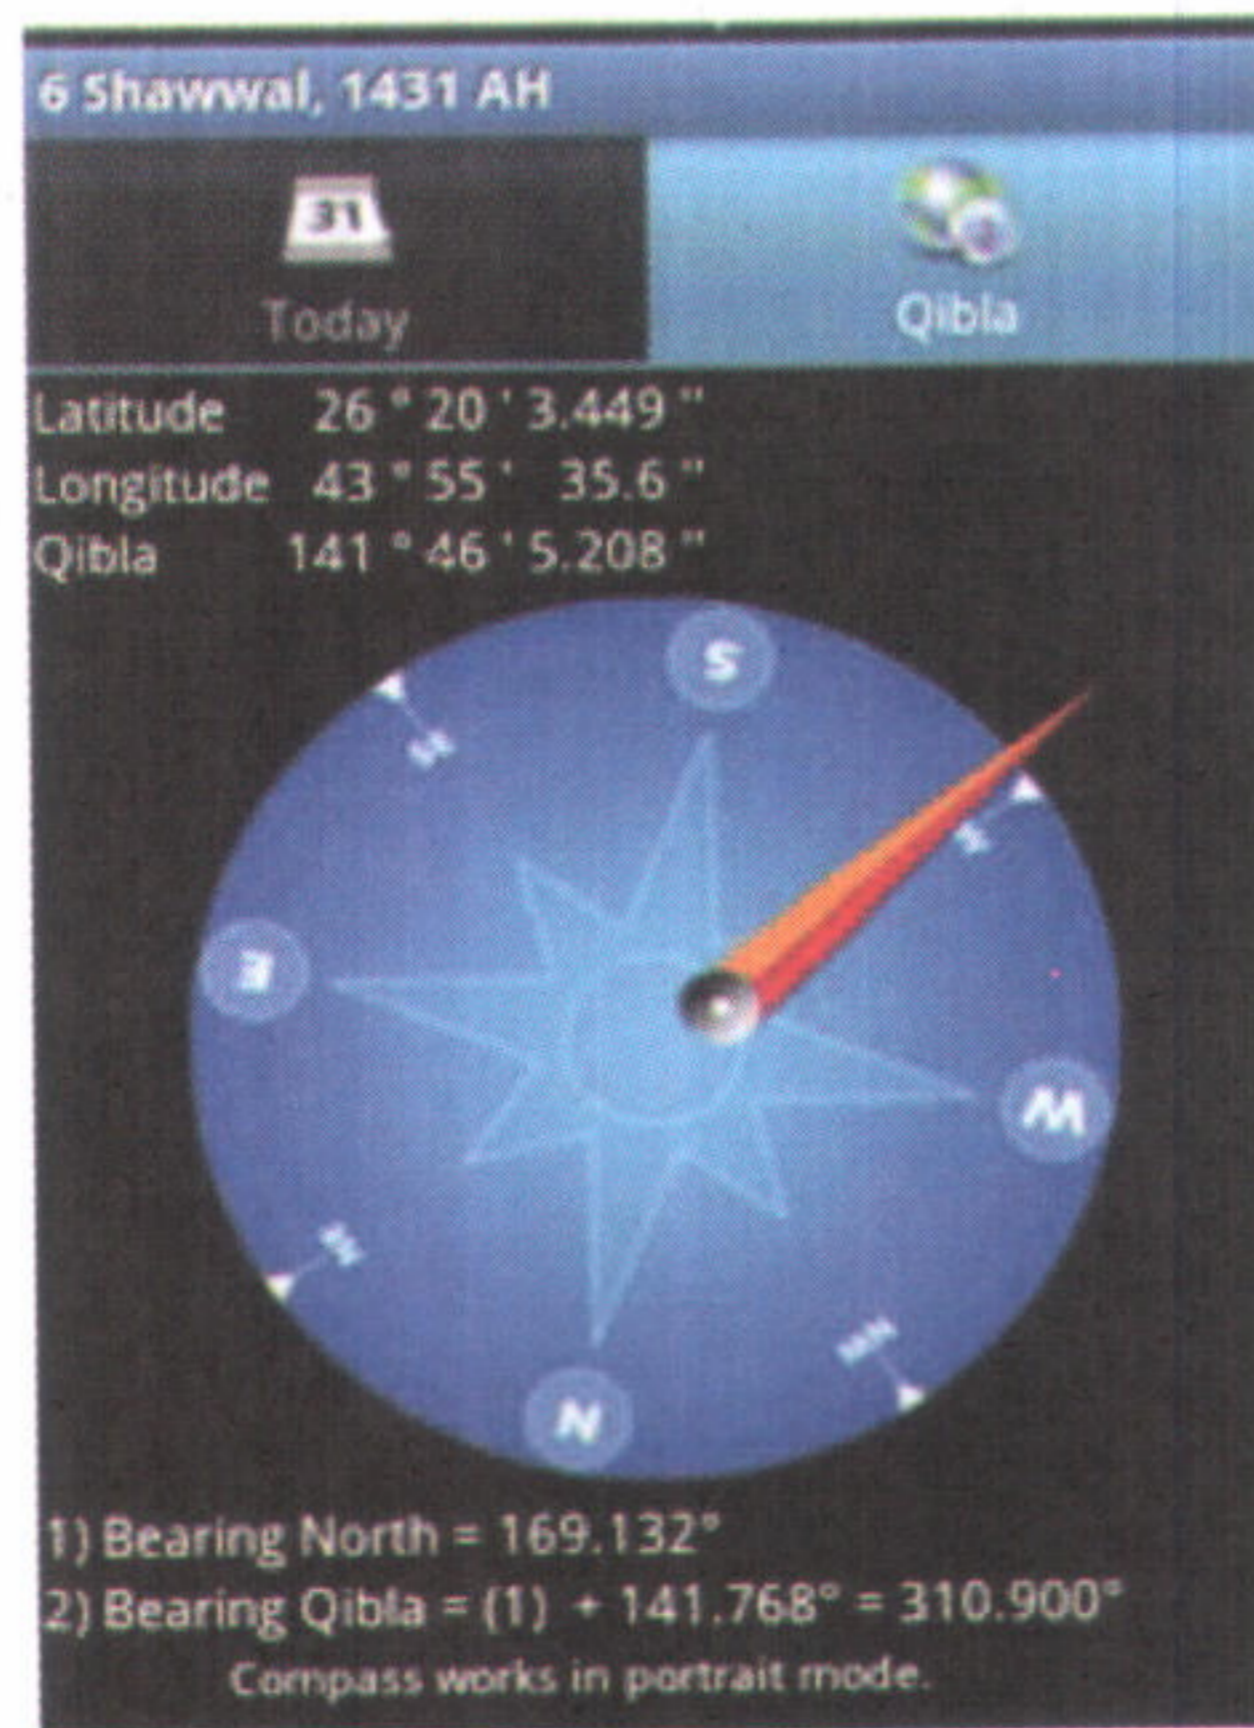 6 Shawwal, 1431 AH
31
Today
Qibla
Latitude 26 ° 20 ' 3.449 "
Longitude 43 ° 55 ' 35.6 "
Qibla 141 ° 46 ' 5.208 "
S
SE
E
W
NW
N
1) Bearing North = 169.132°
2) Bearing Qibla = (1) + 141.768° = 310.900°
Compass works in portrait mode.